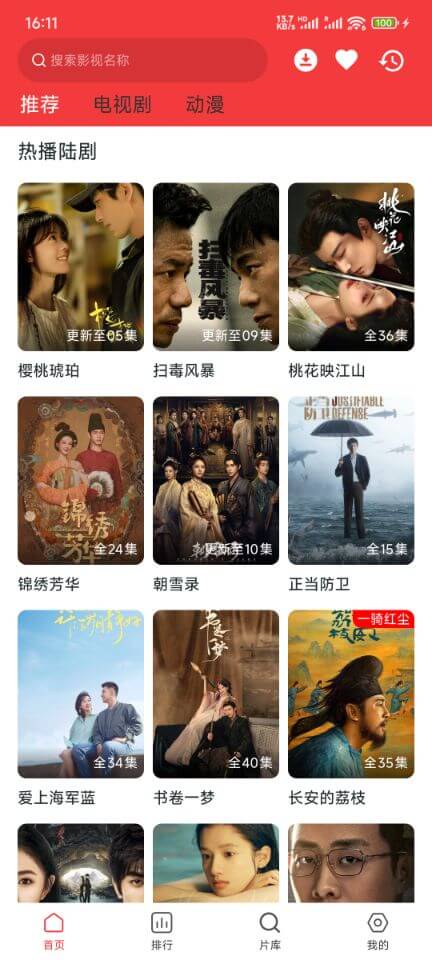 16:11
13.7
KB/S
HD
R
100
搜索影视名称
推荐
电视剧
动漫
热播陆剧
更新至05集
扫毒风暴
更新至09集
桃花映江山
全36集
樱桃琥珀
扫毒风暴
桃花映江山
锦绣芳华
全24集
更新至10集
正当防卫
JUSTIFIABLE
DEFENSE
全15集
锦绣芳华
朝雪录
正当防卫
全34集
书卷一梦
全40集
一骑红尘
全35集
爱上海军蓝
书卷一梦
长安的荔枝
首页
排行
片库
我的